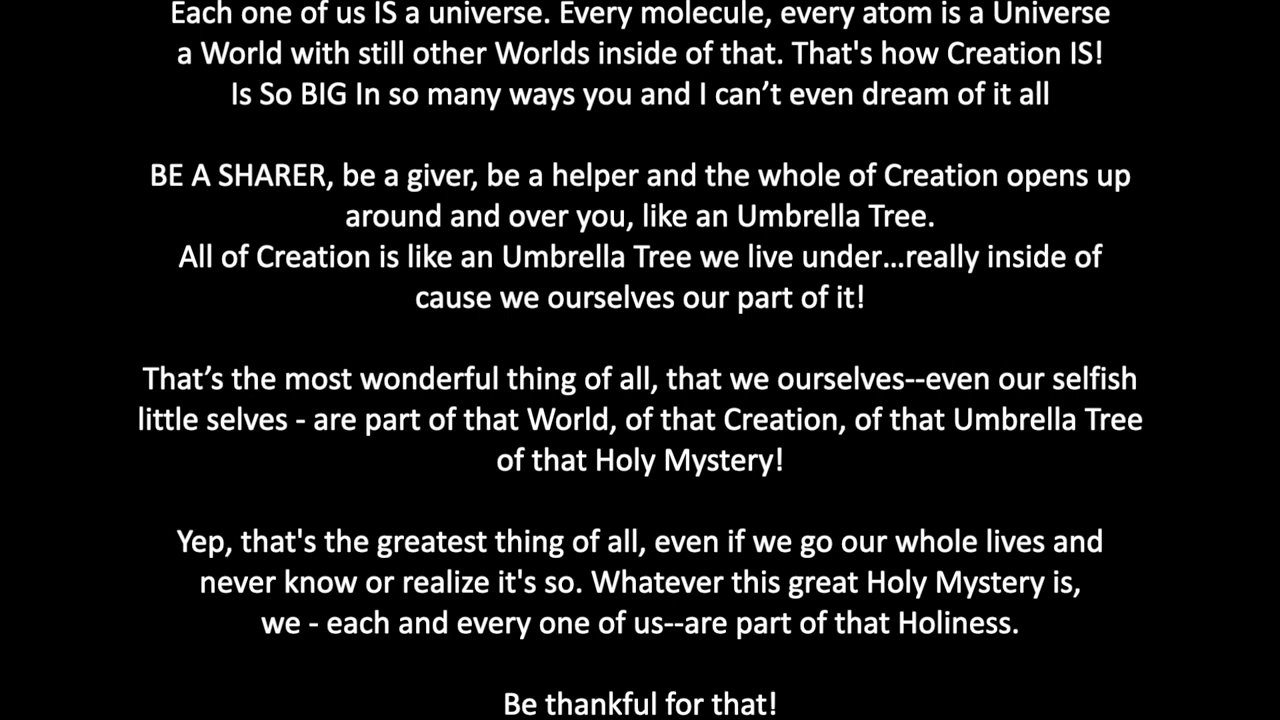 Each one of us IS a universe. Every molecule, every atom is a Universe
a World with still other Worlds inside of that. That's how Creation IS!
Is So BIG In so many ways you and I can’t even dream of it all
BE A SHARER, be a giver, be a helper and the whole of Creation opens up
around and over you, like an Umbrella Tree.
All of Creation is like an Umbrella Tree we live under...really inside of
cause we ourselves our part of it!
That’s the most wonderful thing of all, that we ourselves--even our selfish
little selves - are part of that World, of that Creation, of that Umbrella Tree
of that Holy Mystery!
Yep, that's the greatest thing of all, even if we go our whole lives and
never know or realize it's so. Whatever this great Holy Mystery is,
we - each and every one of us--are part of that Holiness.
Be thankful for that!